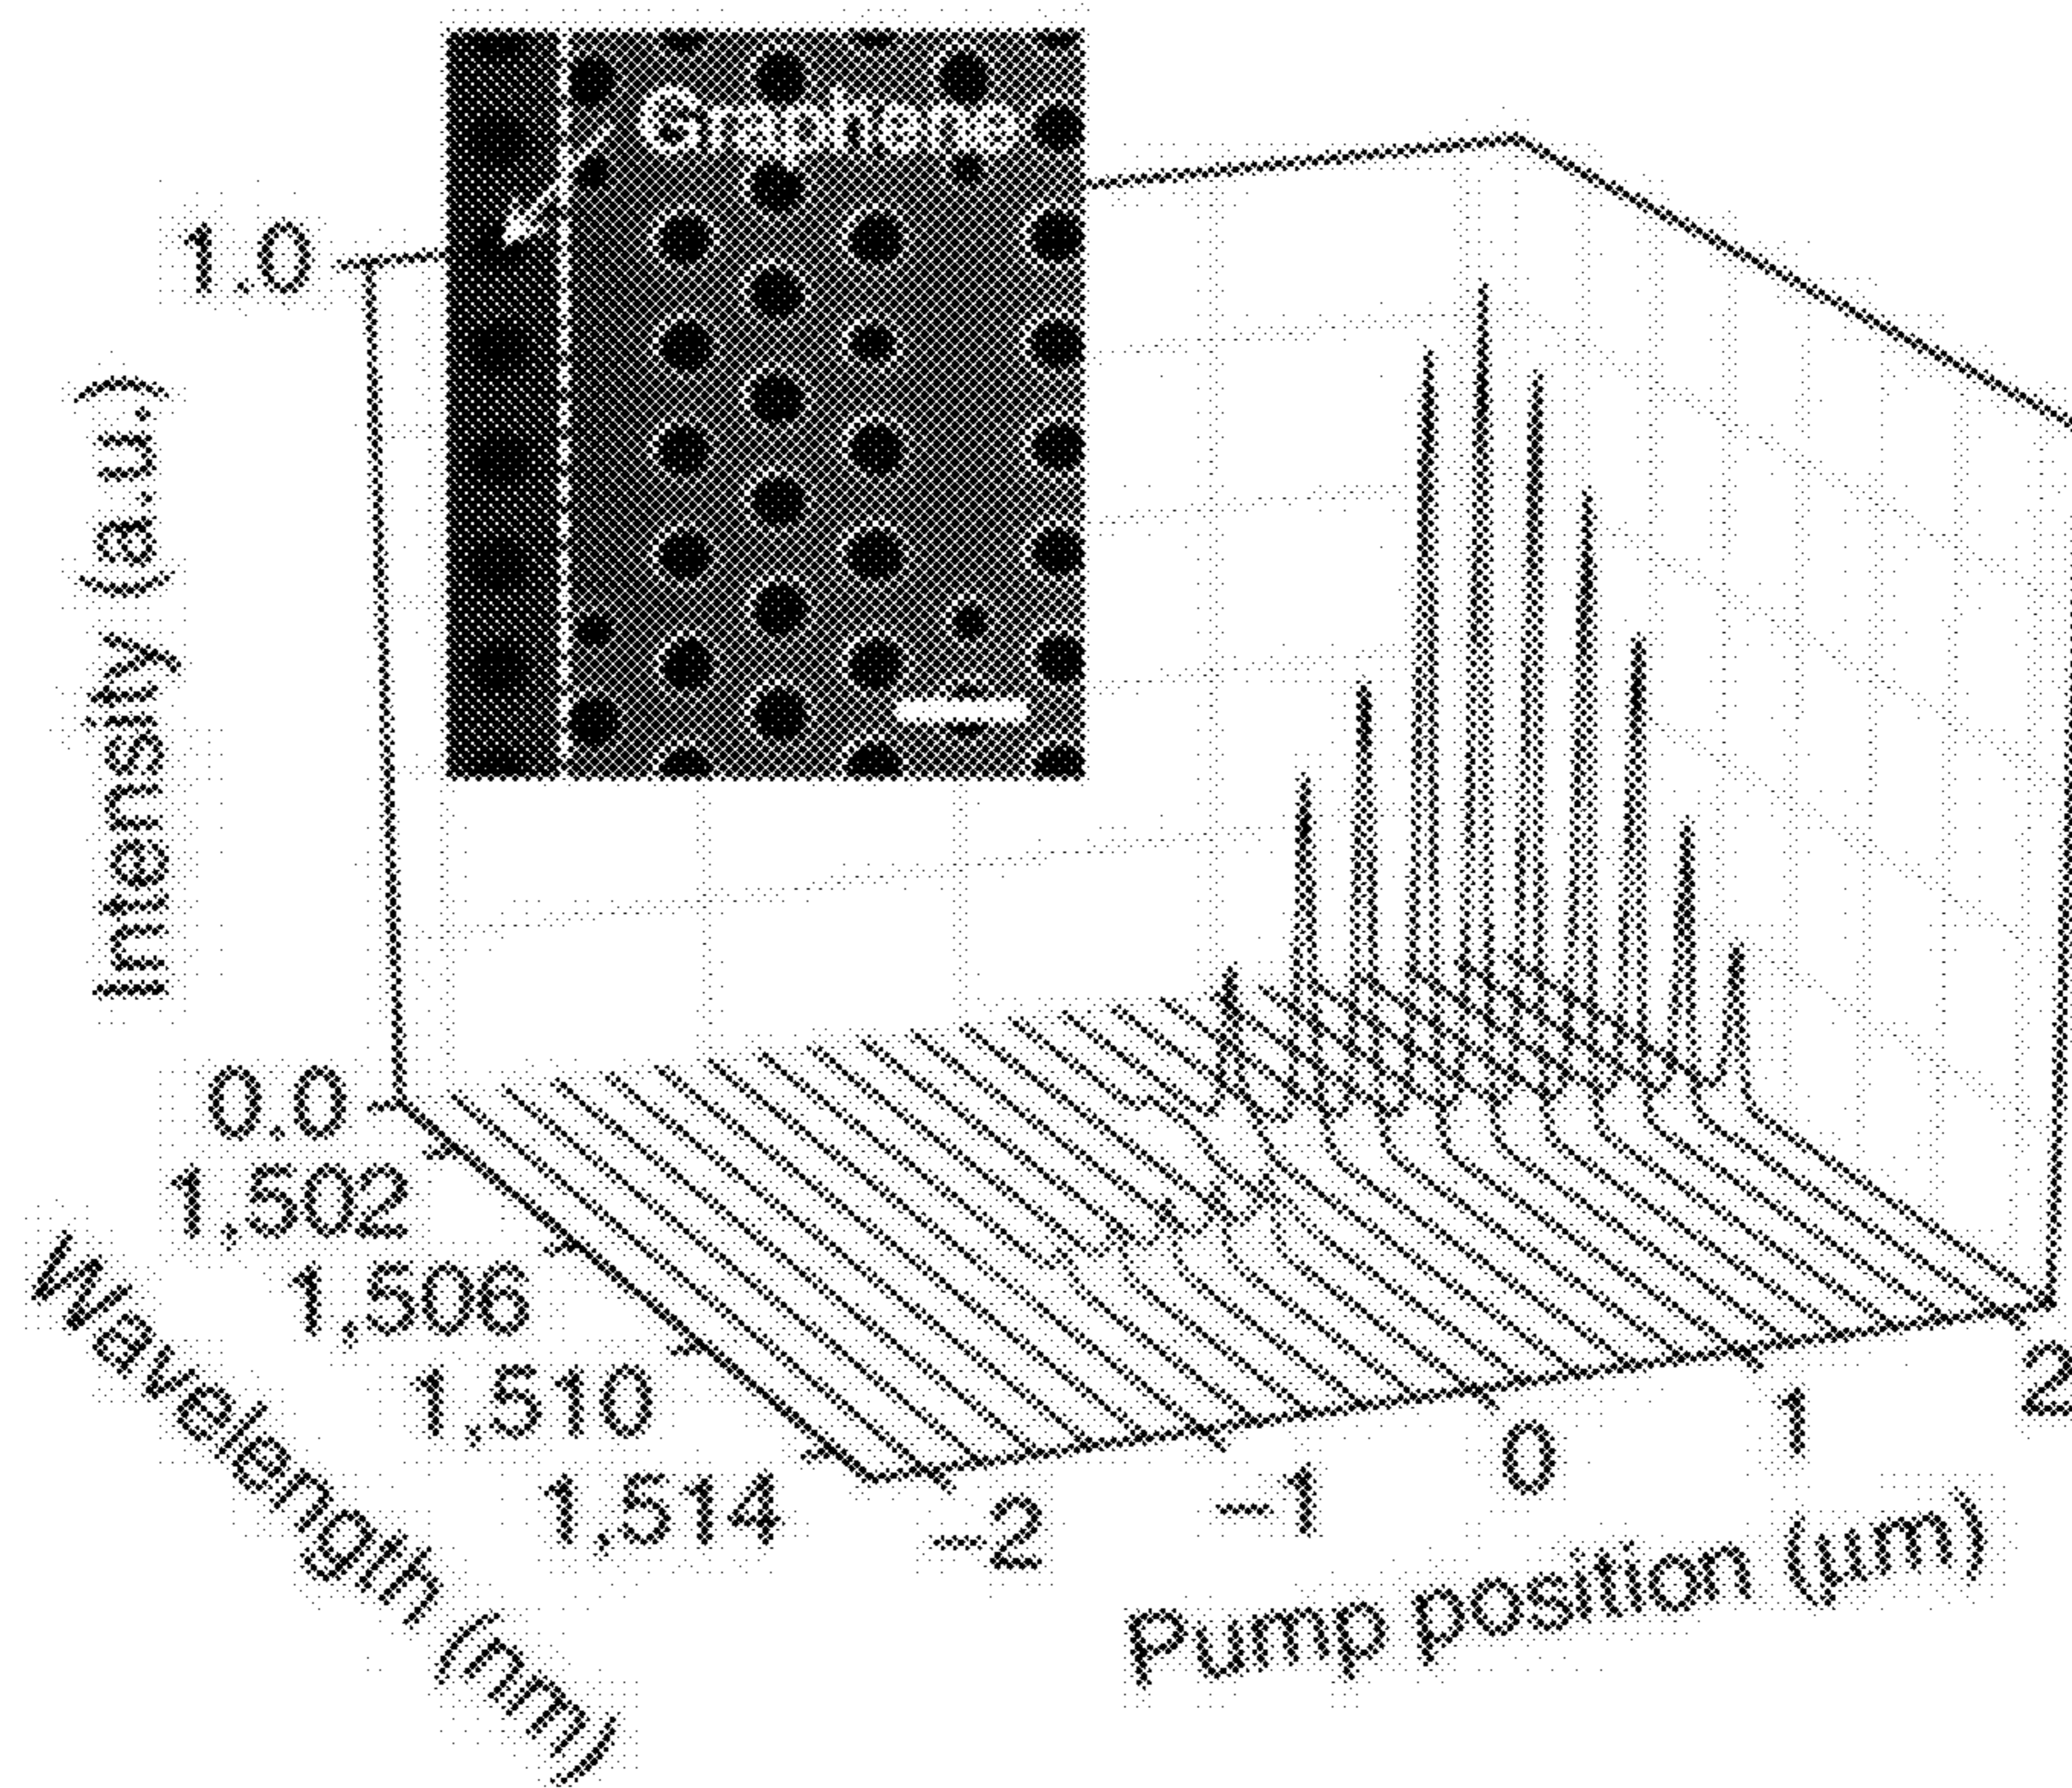 Graphene
1.0
Intensity (a.u.)
0.0
1,502
1,506
1,510
1,514
Wavelength (nm)
−2
−1
0
1
2
Pump position (µm)